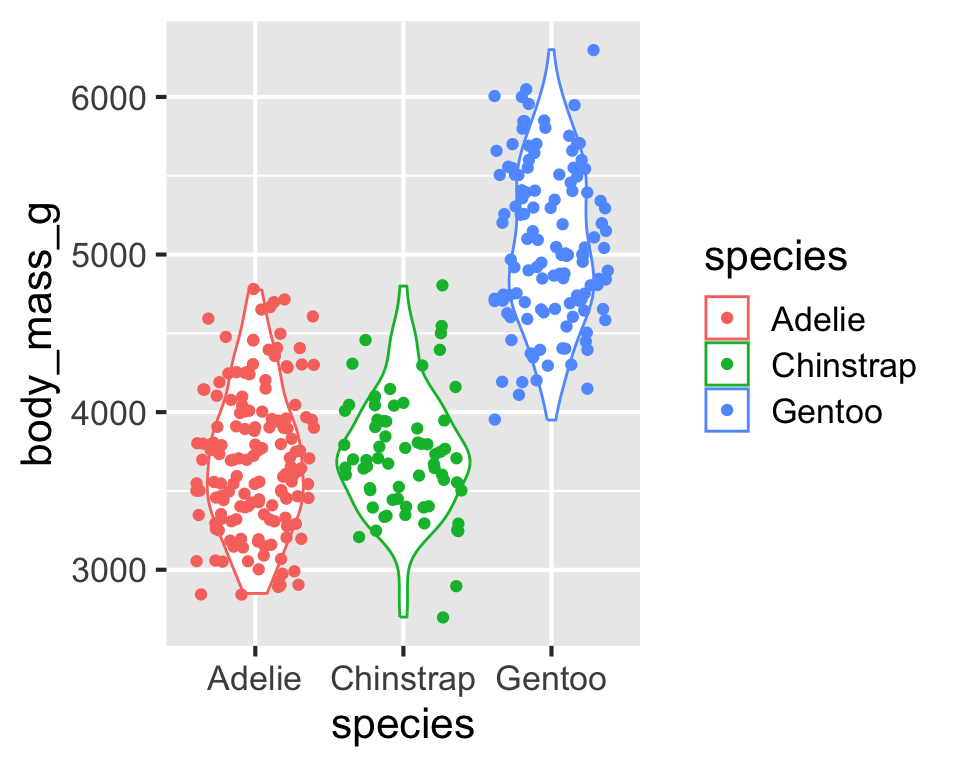 body_mass_g
6000
5000
4000
3000
Adelie
Chinstrap
Gentoo
species
species
Adelie
Chinstrap
Gentoo